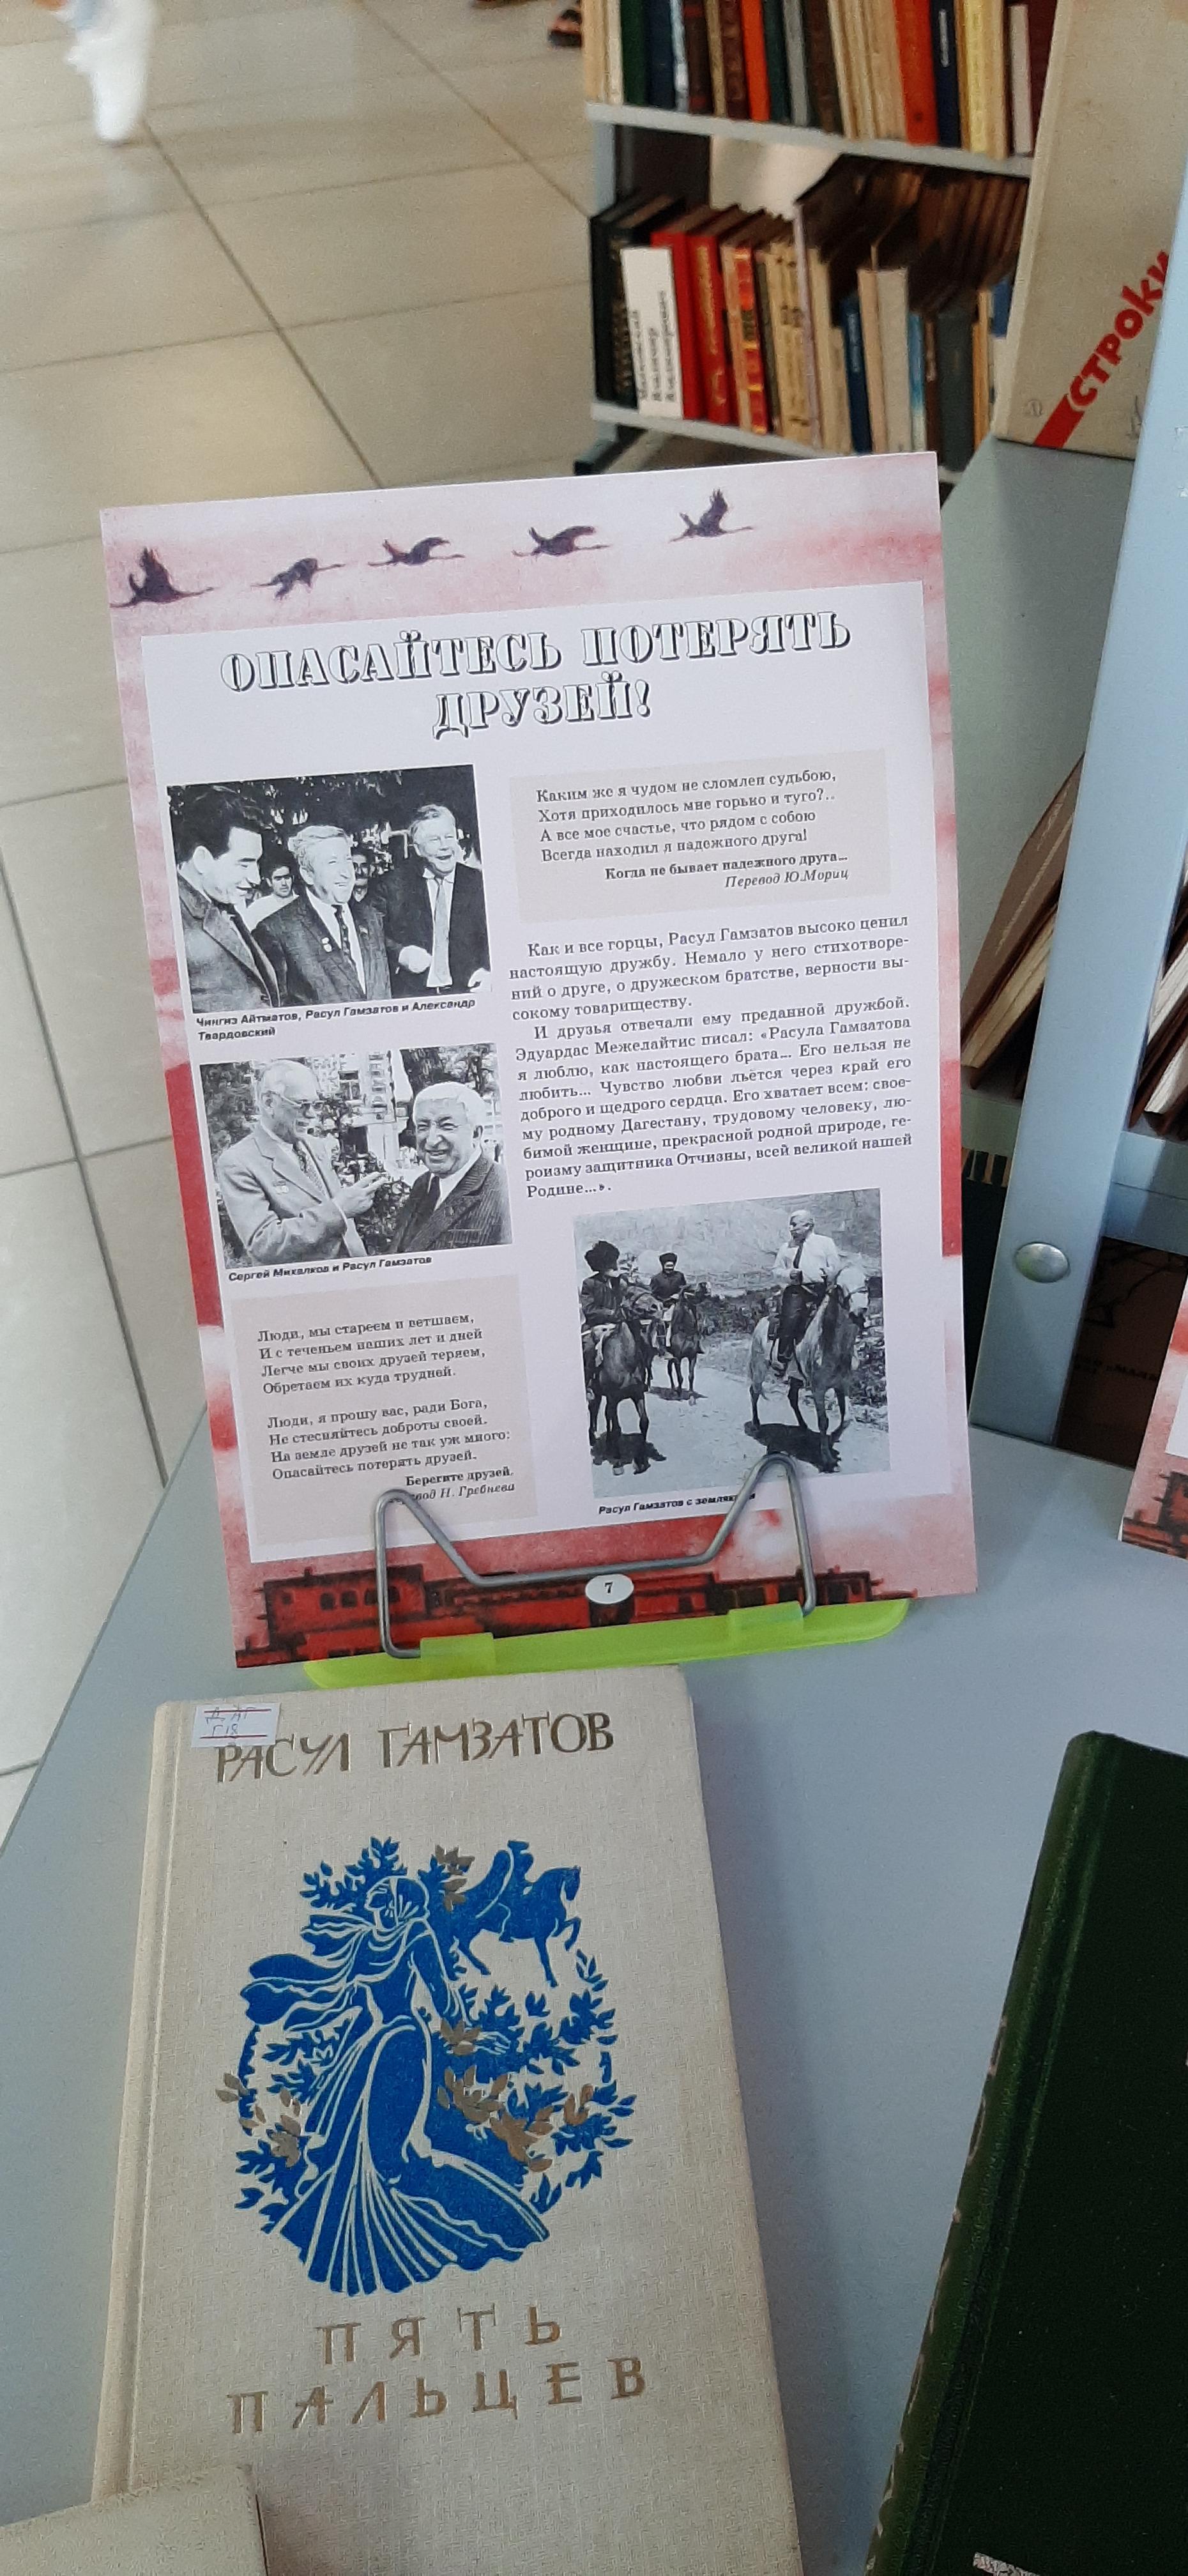 СТРОКИ
Маяковский
Владимир
Владимирович
ОПАСАЙТЕСЬ ПОТЕРЯТЬ
ДРУЗЕЙ!
Каким же я чудом не сломлен судьбою,
Хотя приходилось мне горько и туго?..
А все мое счастье, что рядом с собою
Всегда находил я надежного друга!
Когда не бывает надежного друга...
Перевод Ю.Мориц
Чингиз Айтматов, Расул Гамзатов и Александр
Твардовский
Как и все горцы, Расул Гамзатов высоко ценил
настоящую дружбу. Немало у него стихотворе-
ний о друге, о дружеском братстве, верности вы-
сокому товариществу.
И друзья отвечали ему преданной дружбой.
Эдуардас Межелайтис писал: «Расула Гамзатова
я люблю, как настоящего брата... Его нельзя не
любить... Чувство любви льётся через край его
доброго и щедрого сердца. Его хватает всем: свое-
му родному Дагестану, трудовому человеку, лю-
бимой женщине, прекрасной родной природе, ге-
роизму защитника Отчизны, всей великой нашей
Родине...».
Сергей Михалков и Расул Гамзатов
Люди, мы стареем и ветшаем,
И с теченьем наших лет и дней
Легче мы своих друзей теряем,
Обретаем их куда трудней.
Люди, я прошу вас, ради Бога,
Не стесняйтесь доброты своей.
На земле друзей не так уж много:
Опасайтесь потерять друзей.
Берегите друзей.
Н. Гребнева
Расул Гамзатов с
7
Д. АГ
Г18
РАСУЛ ГАМЗАТОВ
ПЯТЬ
ПАЛЬЦЕВ